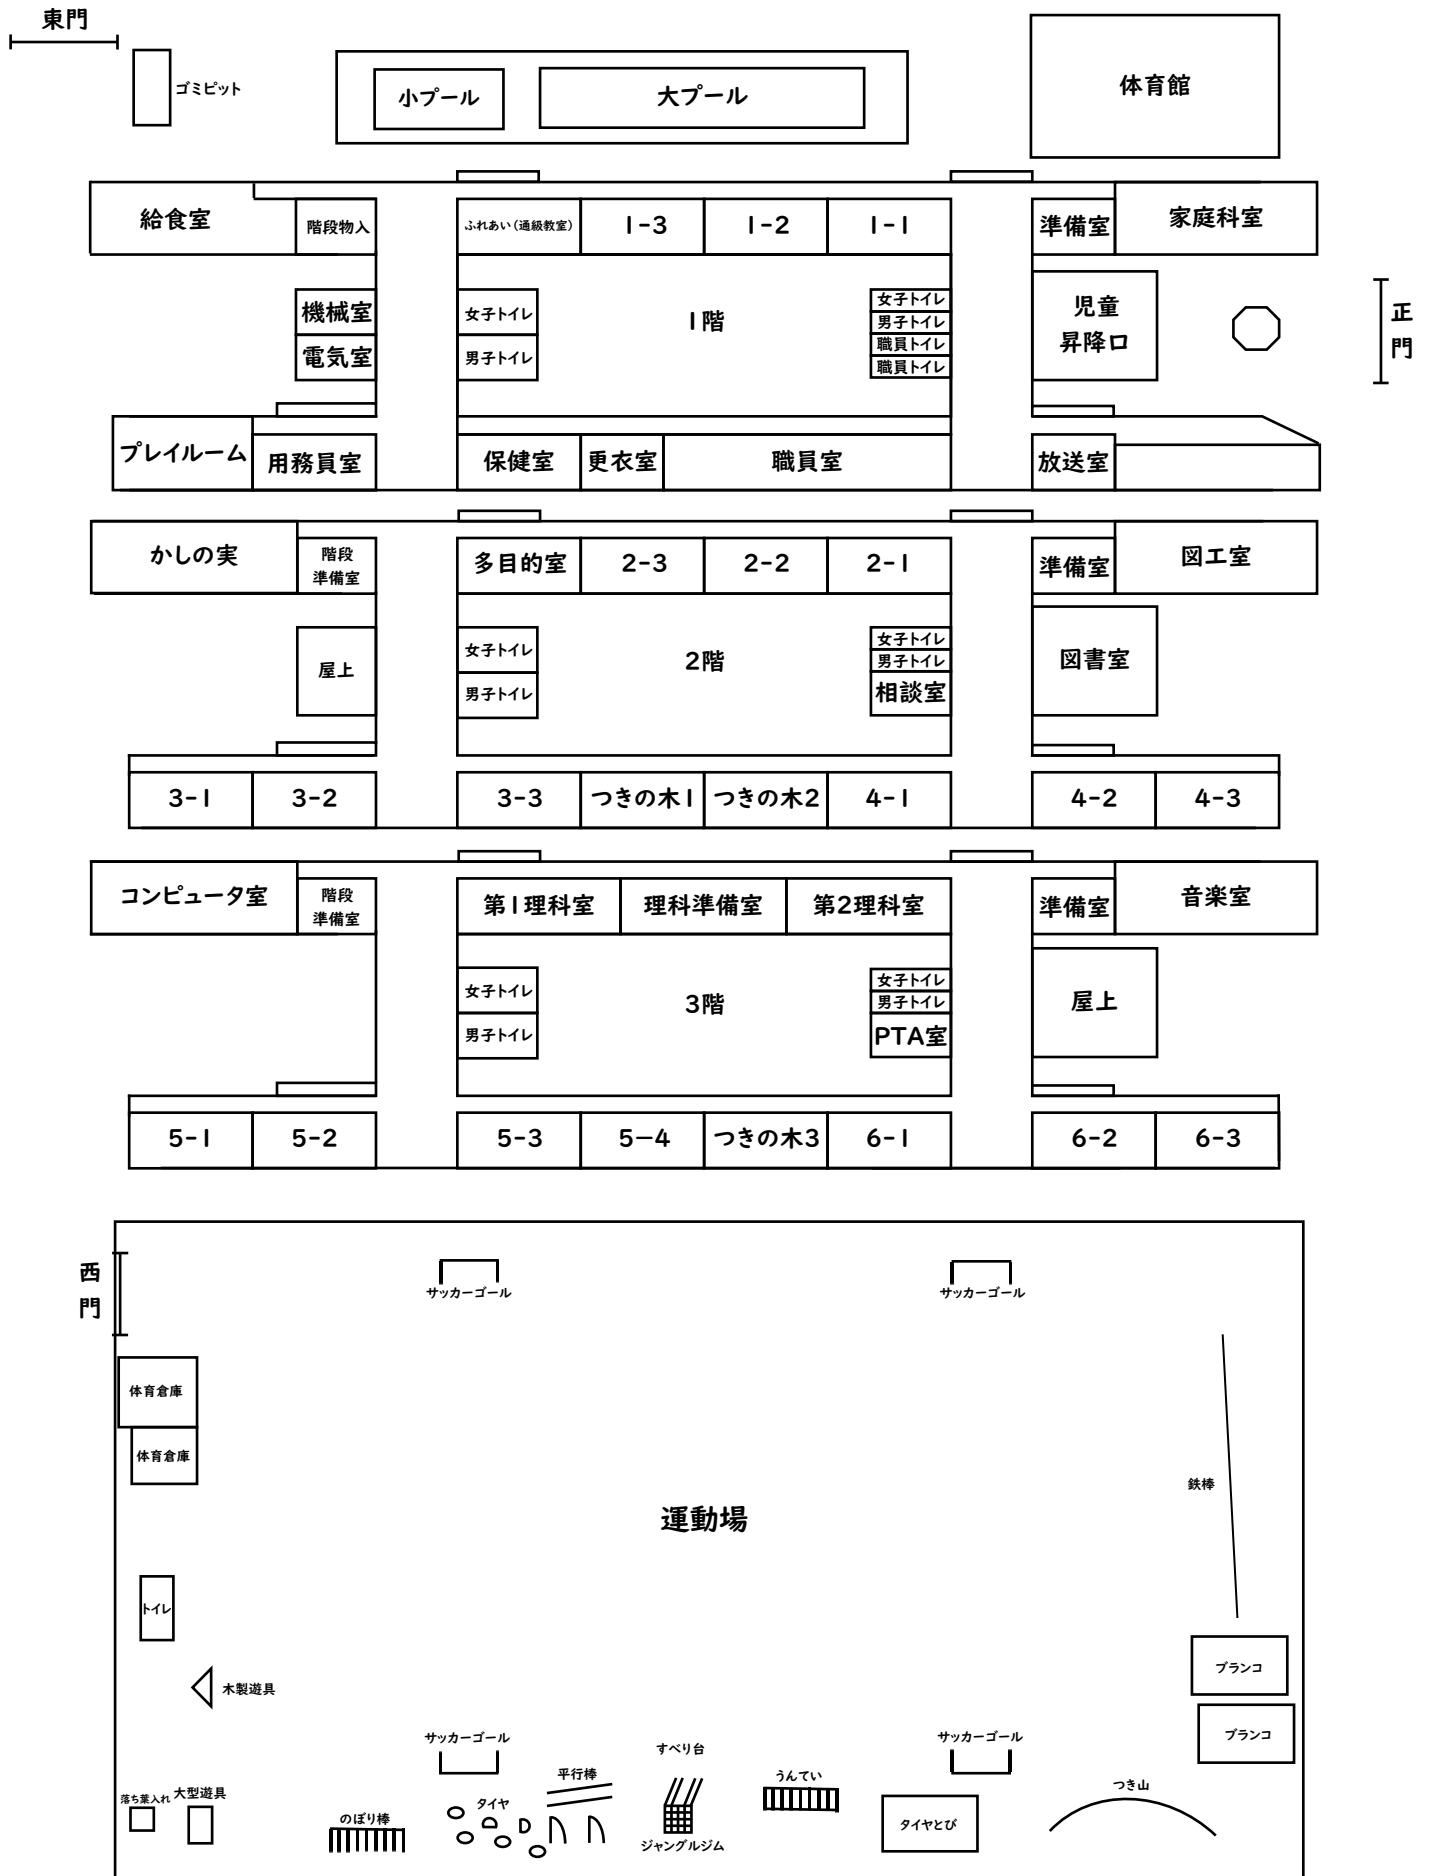 東門
ゴミピット
小プール
大プール
体育館
給食室
階段物入
ふれあい(通級教室)
1-3
1-2
1-1
準備室
家庭科室
機械室
電気室
女子トイレ
男子トイレ
1階
女子トイレ
男子トイレ
職員トイレ
職員トイレ
児童
昇降口
正
門
プレイルーム
用務員室
保健室
更衣室
職員室
放送室
かしの実
階段
準備室
多目的室
2-3
2-2
2-1
準備室
図工室
屋上
女子トイレ
男子トイレ
2階
女子トイレ
男子トイレ
相談室
図書室
3-1
3-2
3-3
つきの木1
つきの木2
4-1
4-2
4-3
コンピュータ室
階段
準備室
第1理科室
理科準備室
第2理科室
準備室
音楽室
女子トイレ
男子トイレ
3階
女子トイレ
男子トイレ
PTA室
屋上
5-1
5-2
5-3
5−4
つきの木3
6-1
6-2
6-3
西
門
サッカーゴール
サッカーゴール
体育倉庫
体育倉庫
鉄棒
運動場
トイレ
木製遊具
ブランコ
ブランコ
サッカーゴール
サッカーゴール
すべり台
平行棒
うんてい
つき山
落ち葉入れ
大型遊具
タイヤ
のぼり棒
ジャングルジム
タイヤとび